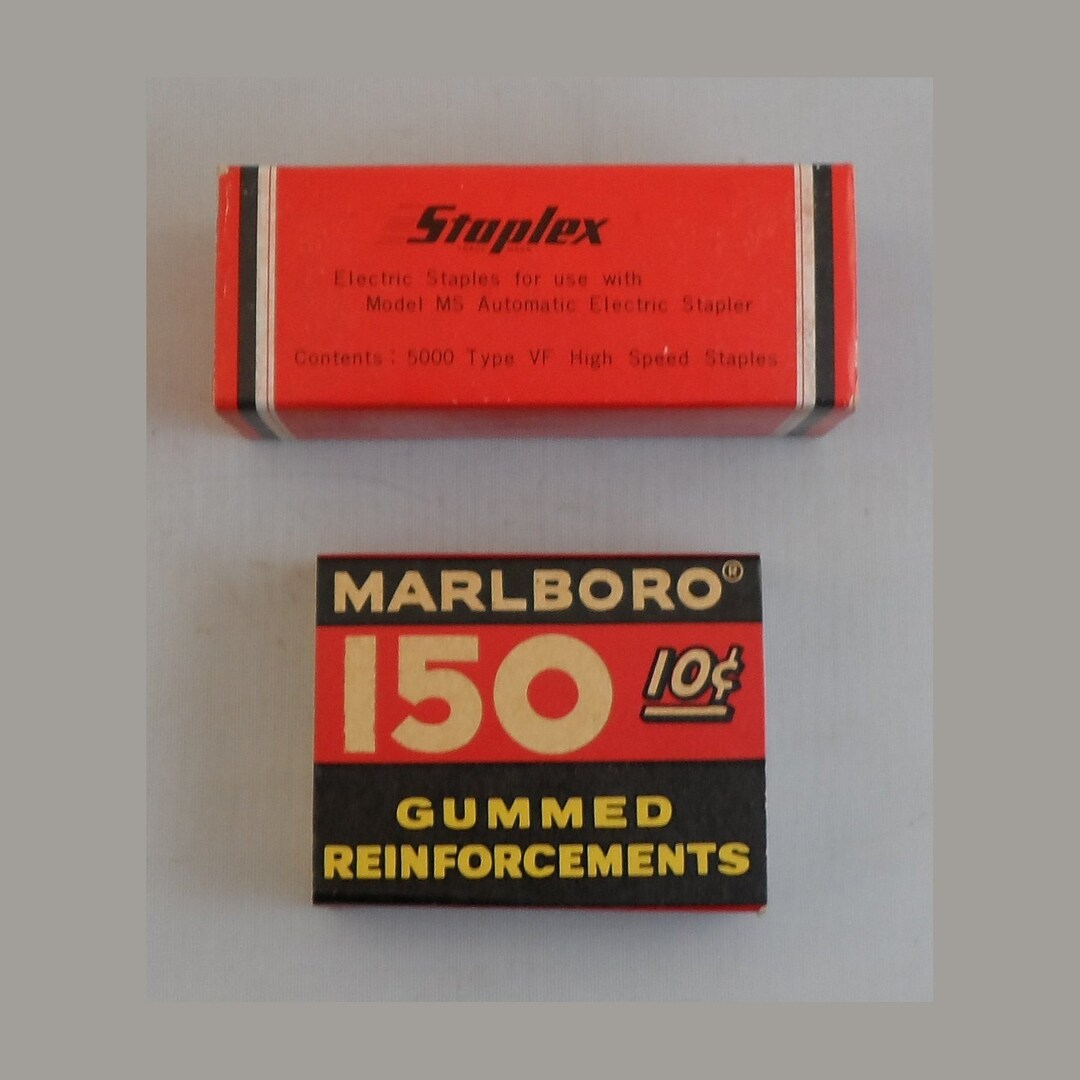 Staplex
Electric Staples for use with
Model MS Automatic Electric Stapler
Contents: 5000 Type VF High Speed Staples
MARLBORO®
150 10¢
GUMMED
REINFORCEMENTS